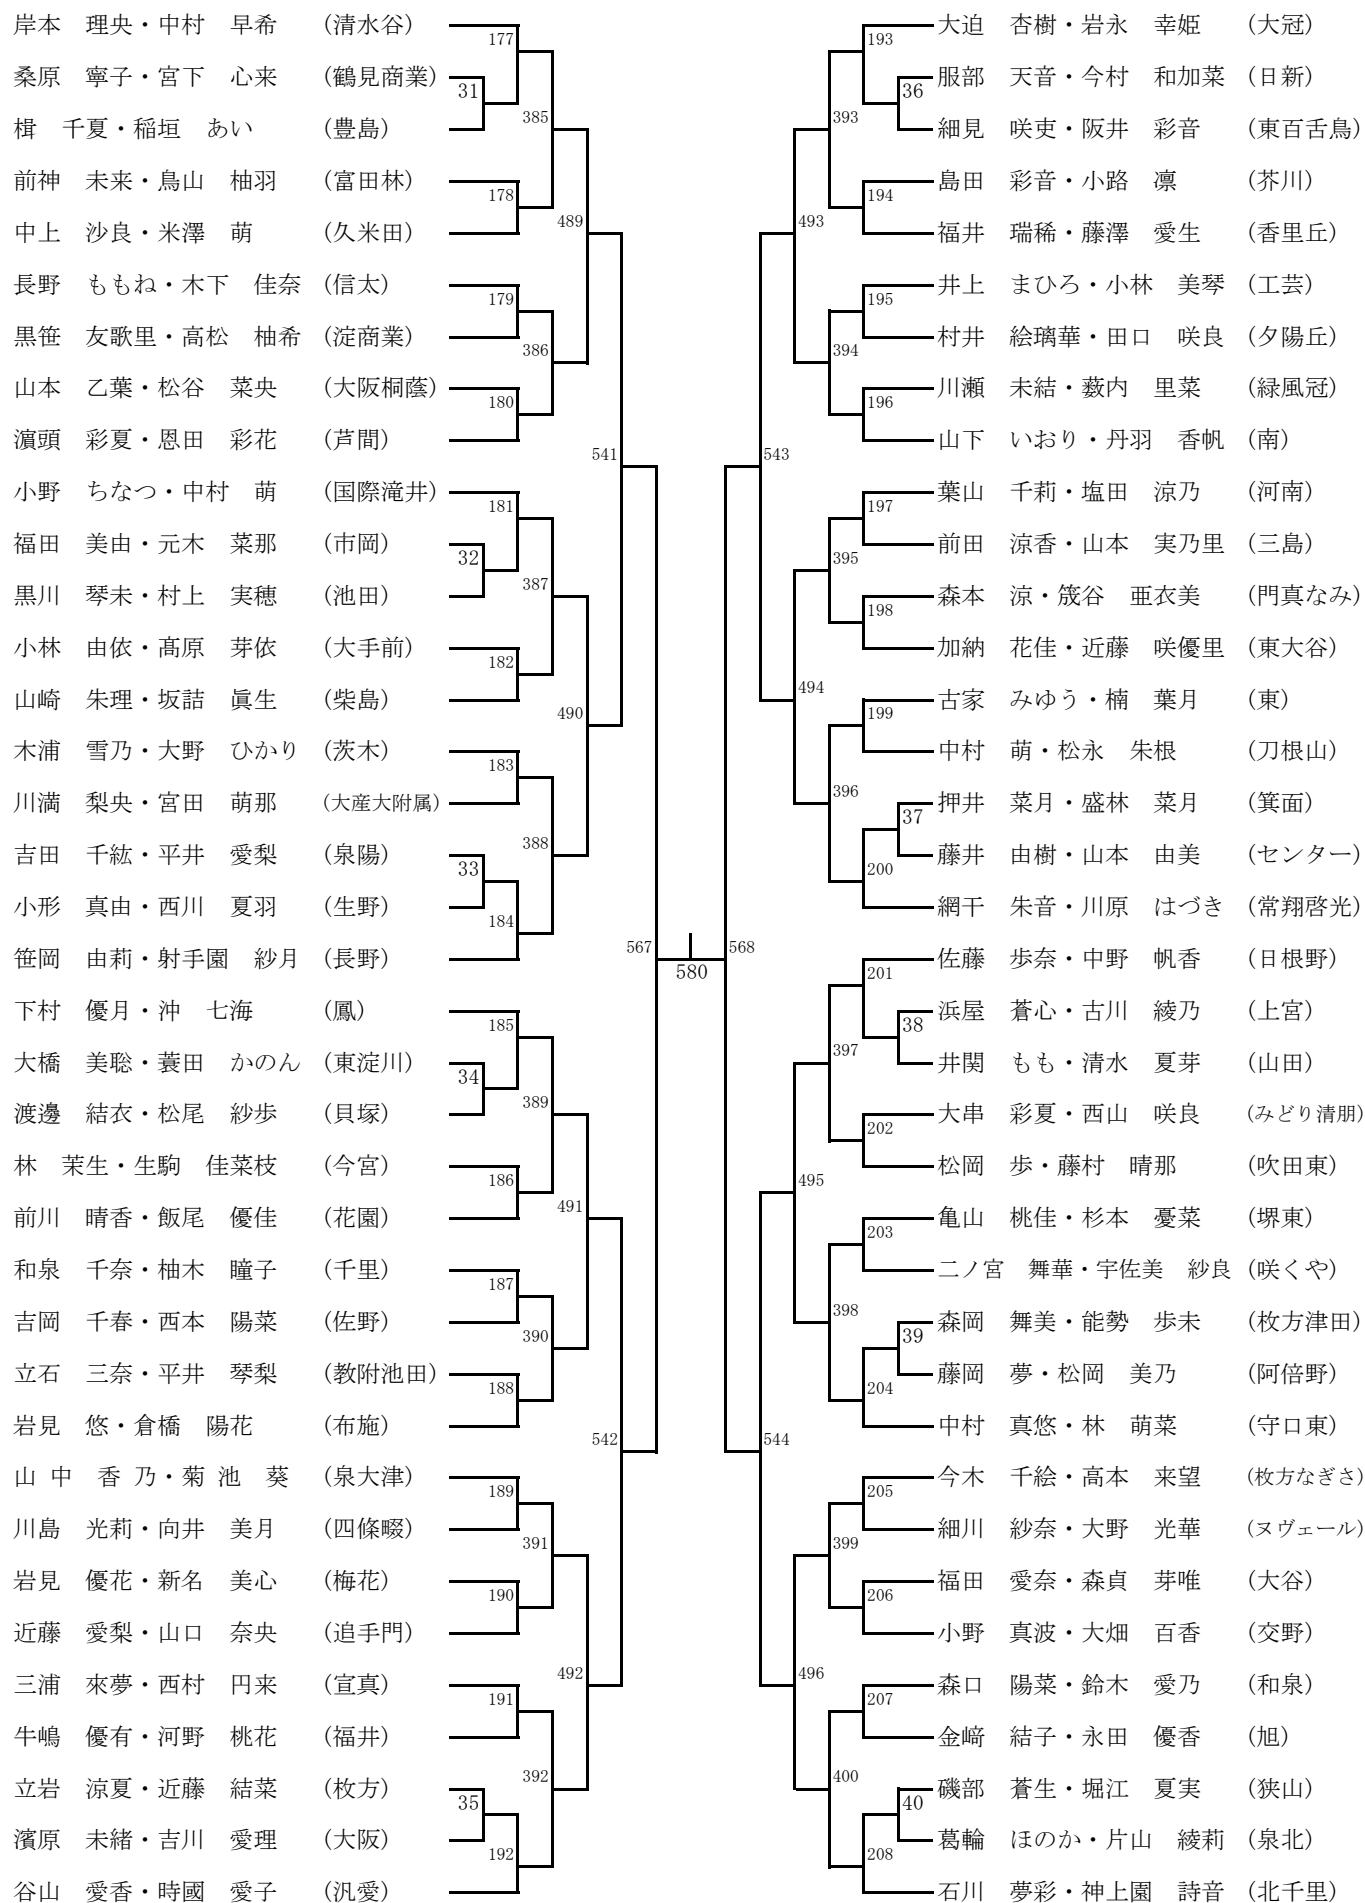 岸本　理央・中村　早希　（清水谷）
177
桑原　寧子・宮下　心来　（鶴見商業）
31
楫　千夏・稲垣　あい　（豊島）
385
前神　未来・鳥山　柚羽　（富田林）
178
中上　沙良・米澤　萌　（久米田）
489
長野　ももね・木下　佳奈　（信太）
179
黒笹　友歌里・高松　柚希　（淀商業）
386
山本　乙葉・松谷　菜央　（大阪桐蔭）
180
濵頭　彩夏・恩田　彩花　（芦間）
541
小野　ちなつ・中村　萌　（国際滝井）
181
福田　美由・元木　菜那　（市岡）
32
黒川　琴未・村上　実穂　（池田）
387
小林　由依・髙原　芽依　（大手前）
182
山崎　朱理・坂詰　眞生　（柴島）
490
木浦　雪乃・大野　ひかり　（茨木）
183
川満　梨央・宮田　萌那　（大産大附属）
388
吉田　千紘・平井　愛梨　（泉陽）
33
小形　真由・西川　夏羽　（生野）
184
笹岡　由莉・射手園　紗月　（長野）
567
下村　優月・沖　七海　（鳳）
185
大橋　美聡・蓑田　かのん　（東淀川）
34
渡邊　結衣・松尾　紗歩　（貝塚）
389
林　茉生・生駒　佳菜枝　（今宮）
186
前川　晴香・飯尾　優佳　（花園）
491
和泉　千奈・柚木　瞳子　（千里）
187
吉岡　千春・西本　陽菜　（佐野）
390
立石　三奈・平井　琴梨　（教附池田）
188
岩見　悠・倉橋　陽花　（布施）
542
山中　香乃・菊池　葵　（泉大津）
189
川島　光莉・向井　美月　（四條畷）
391
岩見　優花・新名　美心　（梅花）
190
近藤　愛梨・山口　奈央　（追手門）
492
三浦　來夢・西村　円来　（宣真）
191
牛嶋　優有・河野　桃花　（福井）
392
立岩　涼夏・近藤　結菜　（枚方）
35
濱原　未緒・吉川　愛理　（大阪）
192
谷山　愛香・時國　愛子　（汎愛）
580
大迫　杏樹・岩永　幸姫　（大冠）
193
服部　天音・今村　和加菜　（日新）
36
細見　咲吏・阪井　彩音　（東百舌鳥）
393
島田　彩音・小路　凛　（芥川）
194
福井　瑞稀・藤澤　愛生　（香里丘）
493
井上　まひろ・小林　美琴　（工芸）
195
村井　絵璃華・田口　咲良　（夕陽丘）
394
川瀬　未結・薮内　里菜　（緑風冠）
196
山下　いおり・丹羽　香帆　（南）
543
葉山　千莉・塩田　涼乃　（河南）
197
前田　涼香・山本　実乃里　（三島）
395
森本　涼・筬谷　亜衣美　（門真なみ）
198
加納　花佳・近藤　咲優里　（東大谷）
494
古家　みゆう・楠　葉月　（東）
199
中村　萌・松永　朱根　（刀根山）
396
押井　菜月・盛林　菜月　（箕面）
37
藤井　由樹・山本　由美　（センター）
200
網干　朱音・川原　はづき　（常翔啓光）
568
佐藤　歩奈・中野　帆香　（日根野）
201
浜屋　蒼心・古川　綾乃　（上宮）
38
井関　もも・清水　夏芽　（山田）
397
大串　彩夏・西山　咲良　（みどり清朋）
202
松岡　歩・藤村　晴那　（吹田東）
495
亀山　桃佳・杉本　憂菜　（堺東）
203
二ノ宮　舞華・宇佐美　紗良　（咲くや）
398
森岡　舞美・能勢　歩未　（枚方津田）
39
藤岡　夢・松岡　美乃　（阿倍野）
204
中村　真悠・林　萌菜　（守口東）
544
今木　千絵・高本　来望　（枚方なぎさ）
205
細川　紗奈・大野　光華　（ヌヴェール）
399
福田　愛奈・森貞　芽唯　（大谷）
206
小野　真波・大畑　百香　（交野）
496
森口　陽菜・鈴木　愛乃　（和泉）
207
金﨑　結子・永田　優香　（旭）
400
磯部　蒼生・堀江　夏実　（狭山）
40
葛輪　ほのか・片山　綾莉　（泉北）
208
石川　夢彩・神上園　詩音　（北千里）